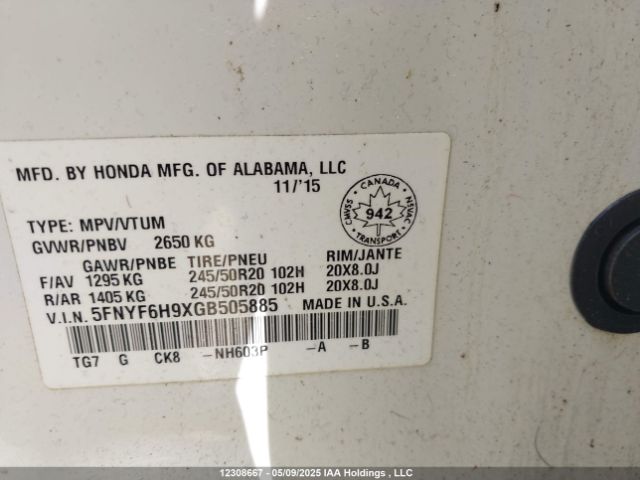 MFD. BY HONDA MFG. OF ALABAMA, LLC
11/'15
CANADA
CMVSS 942 NSVAC
TRANSPORT
TYPE: MPV/VTUM
GVWR/PNBV 2650 KG
GAWR/PNBE TIRE/PNEU RIM/JANTE
F/AV 1295 KG 245/50R20 102H 20X8.0J
R/AR 1405 KG 245/50R20 102H 20X8.0J
V.I.N. 5FNYF6H9XGB505885 MADE IN U.S.A.
TG7 G CK8 -NH603P -A -B
12308667 - 05/09/2025 IAA Holdings , LLC